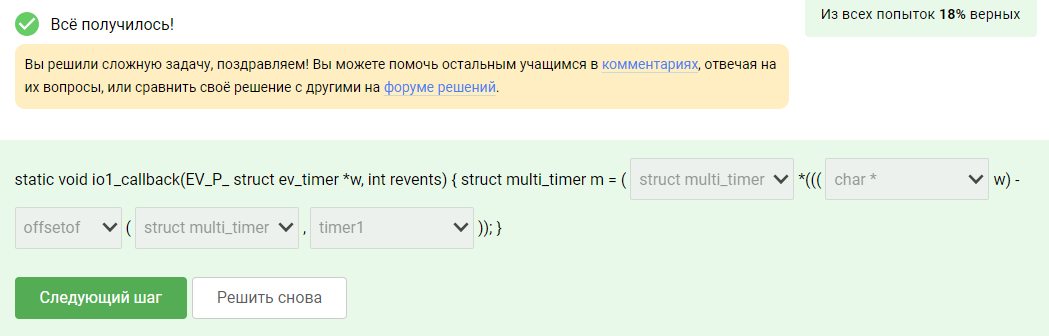 Всё получилось!
Из всех попыток 18% верных
Вы решили сложную задачу, поздравляем! Вы можете помочь остальным учащимся в комментариях, отвечая на
их вопросы, или сравнить своё решение с другими на форуме решений.
static void io1_callback(EV_P_ struct ev_timer *w, int revents) { struct multi_timer m = ( struct multi_timer *((( char * w) -
offsetof ( struct multi_timer , timer1 )); }
Следующий шаг Решить снова